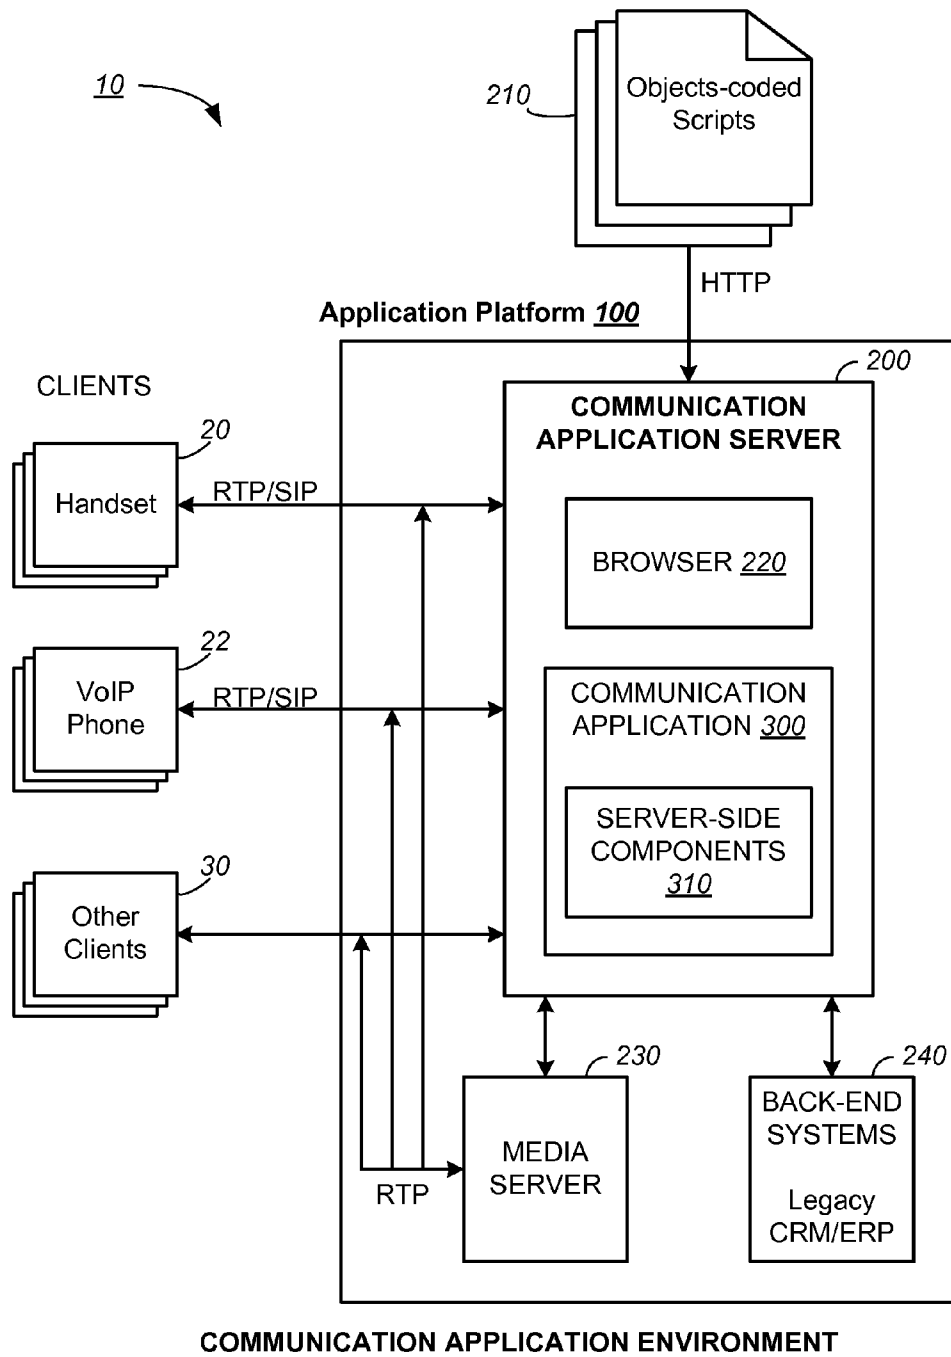 10
210
Objects-coded
Scripts
HTTP
Application Platform 100
200
CLIENTS
COMMUNICATION
APPLICATION SERVER
20
Handset
RTP/SIP
BROWSER 220
22
VoIP
Phone
RTP/SIP
COMMUNICATION
APPLICATION 300
SERVER-SIDE
COMPONENTS
310
30
Other
Clients
230
MEDIA
SERVER
RTP
240
BACK-END
SYSTEMS
Legacy
CRM/ERP
COMMUNICATION APPLICATION ENVIRONMENT